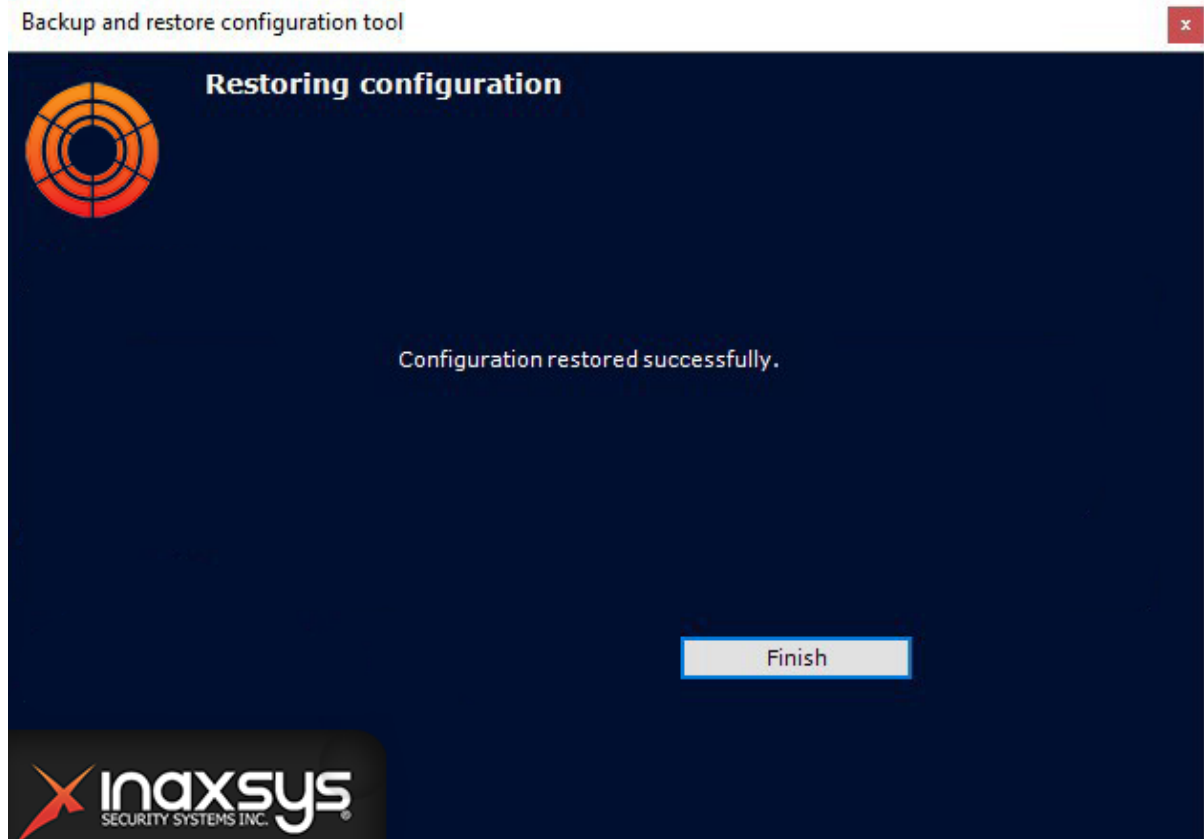 Backup and restore configuration tool
x
Restoring configuration
Configuration restored successfully.
Finish
inaxsys
SECURITY SYSTEMS INC.